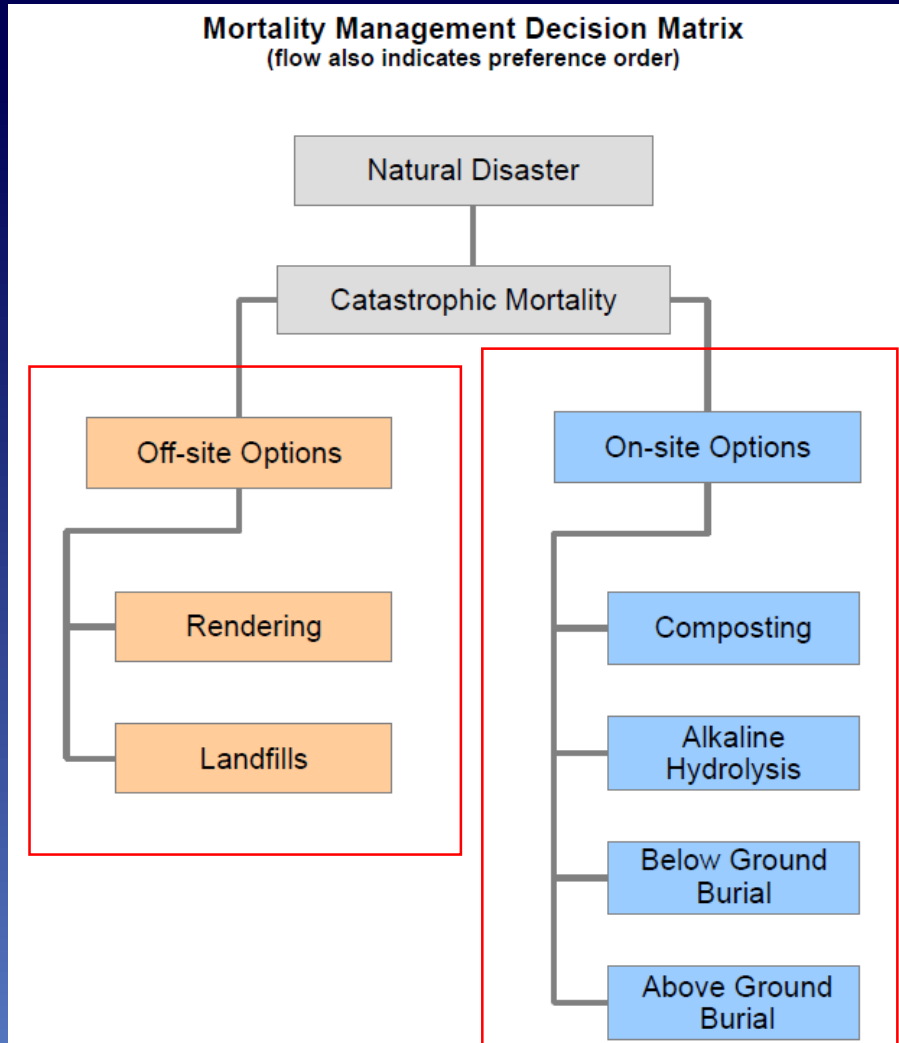 Mortality Management Decision Matrix
(flow also indicates preference order)
Natural Disaster
Catastrophic Mortality
Off-site Options
Rendering
Landfills
On-site Options
Composting
Alkaline
Hydrolysis
Below Ground
Burial
Above Ground
Burial